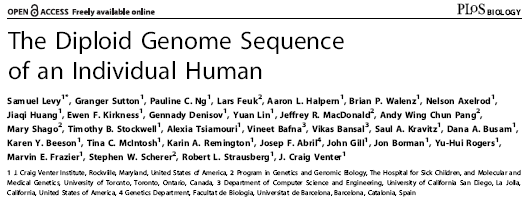 OPEN ACCESS Freely available online
PLoS BIOLOGY
The Diploid Genome Sequence
of an Individual Human
Samuel Levy1*, Granger Sutton1, Pauline C. Ng1, Lars Feuk2, Aaron L. Halpern1, Brian P. Walenz1, Nelson Axelrod1,
Jiaqi Huang1, Ewen F. Kirkness1, Gennady Denisov1, Yuan Lin1, Jeffrey R. MacDonald2, Andy Wing Chun Pang2,
Mary Shago2, Timothy B. Stockwell1, Alexia Tsiamouri1, Vineet Bafna3, Vikas Bansal3, Saul A. Kravitz1, Dana A. Busam1,
Karen Y. Beeson1, Tina C. McIntosh1, Karin A. Remington1, Josep F. Abril4, John Gill1, Jon Borman1, Yu-Hui Rogers1,
Marvin E. Frazier1, Stephen W. Scherer2, Robert L. Strausberg1, J. Craig Venter1
1 J. Craig Venter Institute, Rockville, Maryland, United States of America, 2 Program in Genetics and Genomic Biology, The Hospital for Sick Children, and Molecular and
Medical Genetics, University of Toronto, Toronto, Ontario, Canada, 3 Department of Computer Science and Engineering, University of California San Diego, La Jolla,
California, United States of America, 4 Genetics Department, Facultat de Biologia, Universitat de Barcelona, Barcelona, Catalonia, Spain